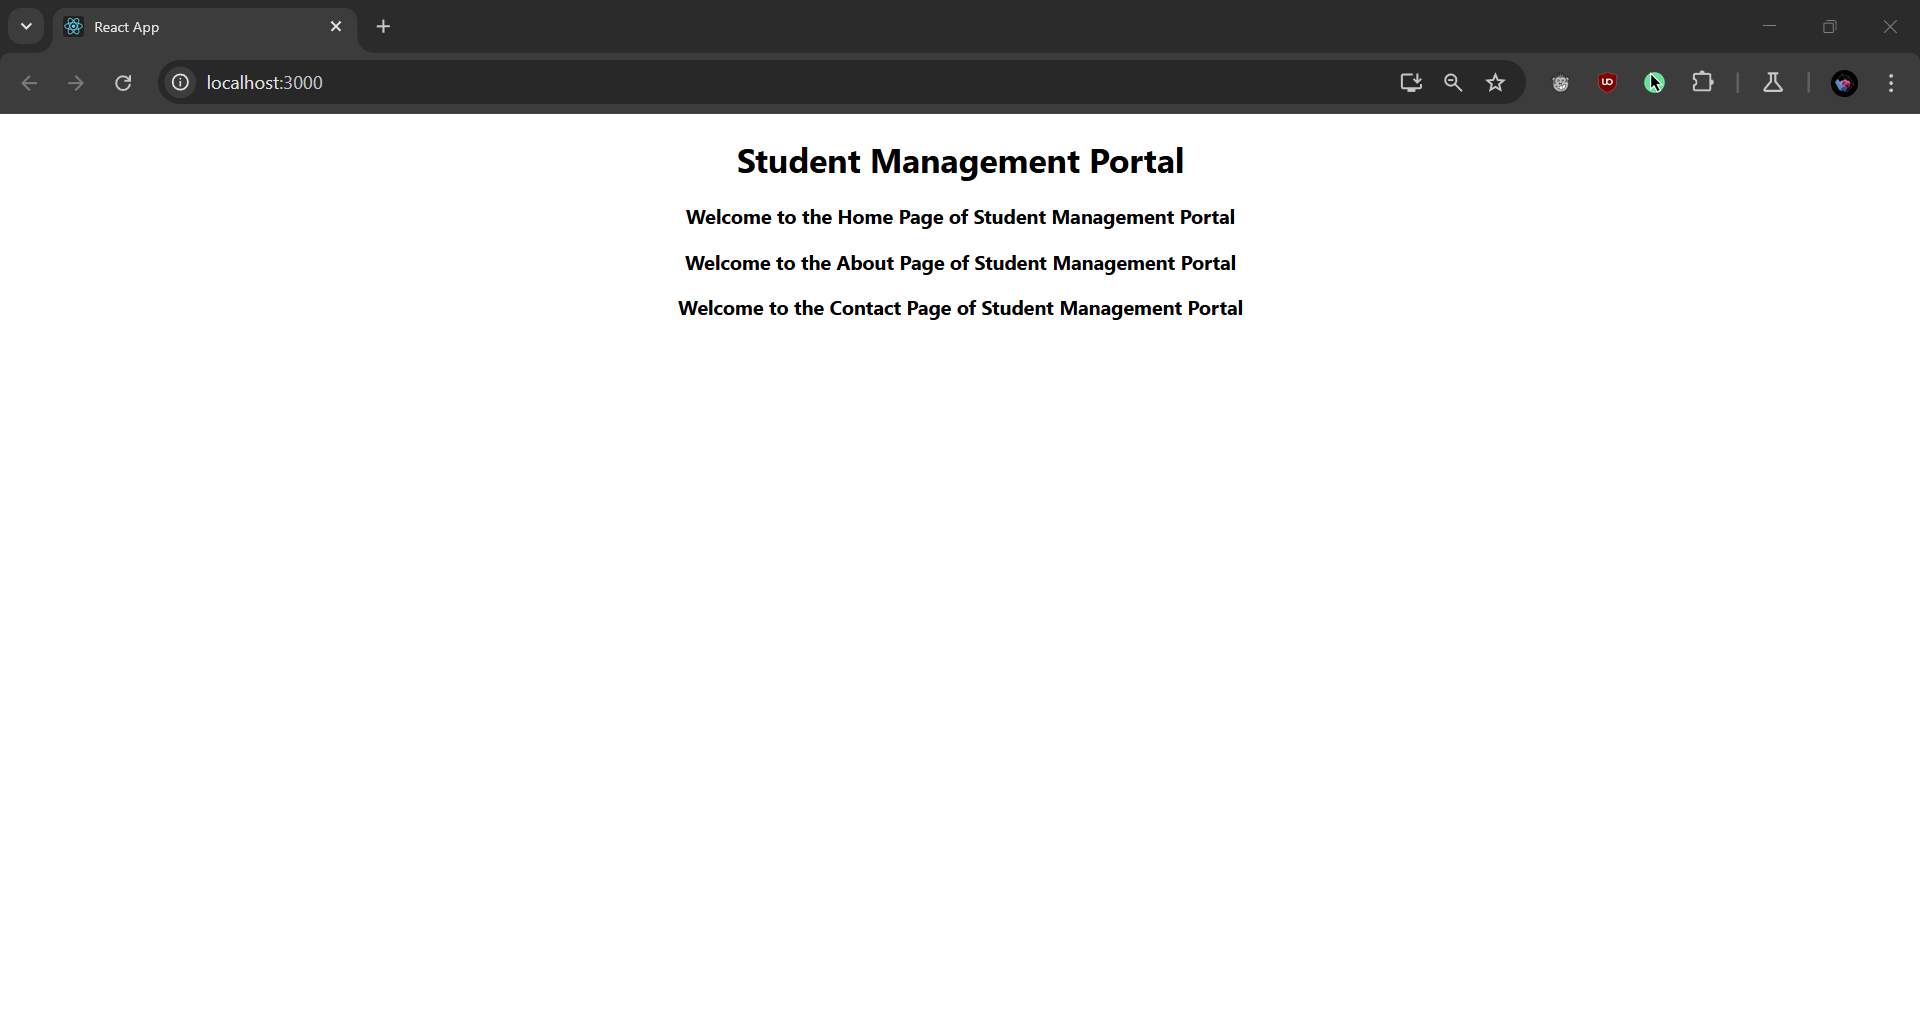 React App
localhost:3000
Student Management Portal
Welcome to the Home Page of Student Management Portal
Welcome to the About Page of Student Management Portal
Welcome to the Contact Page of Student Management Portal